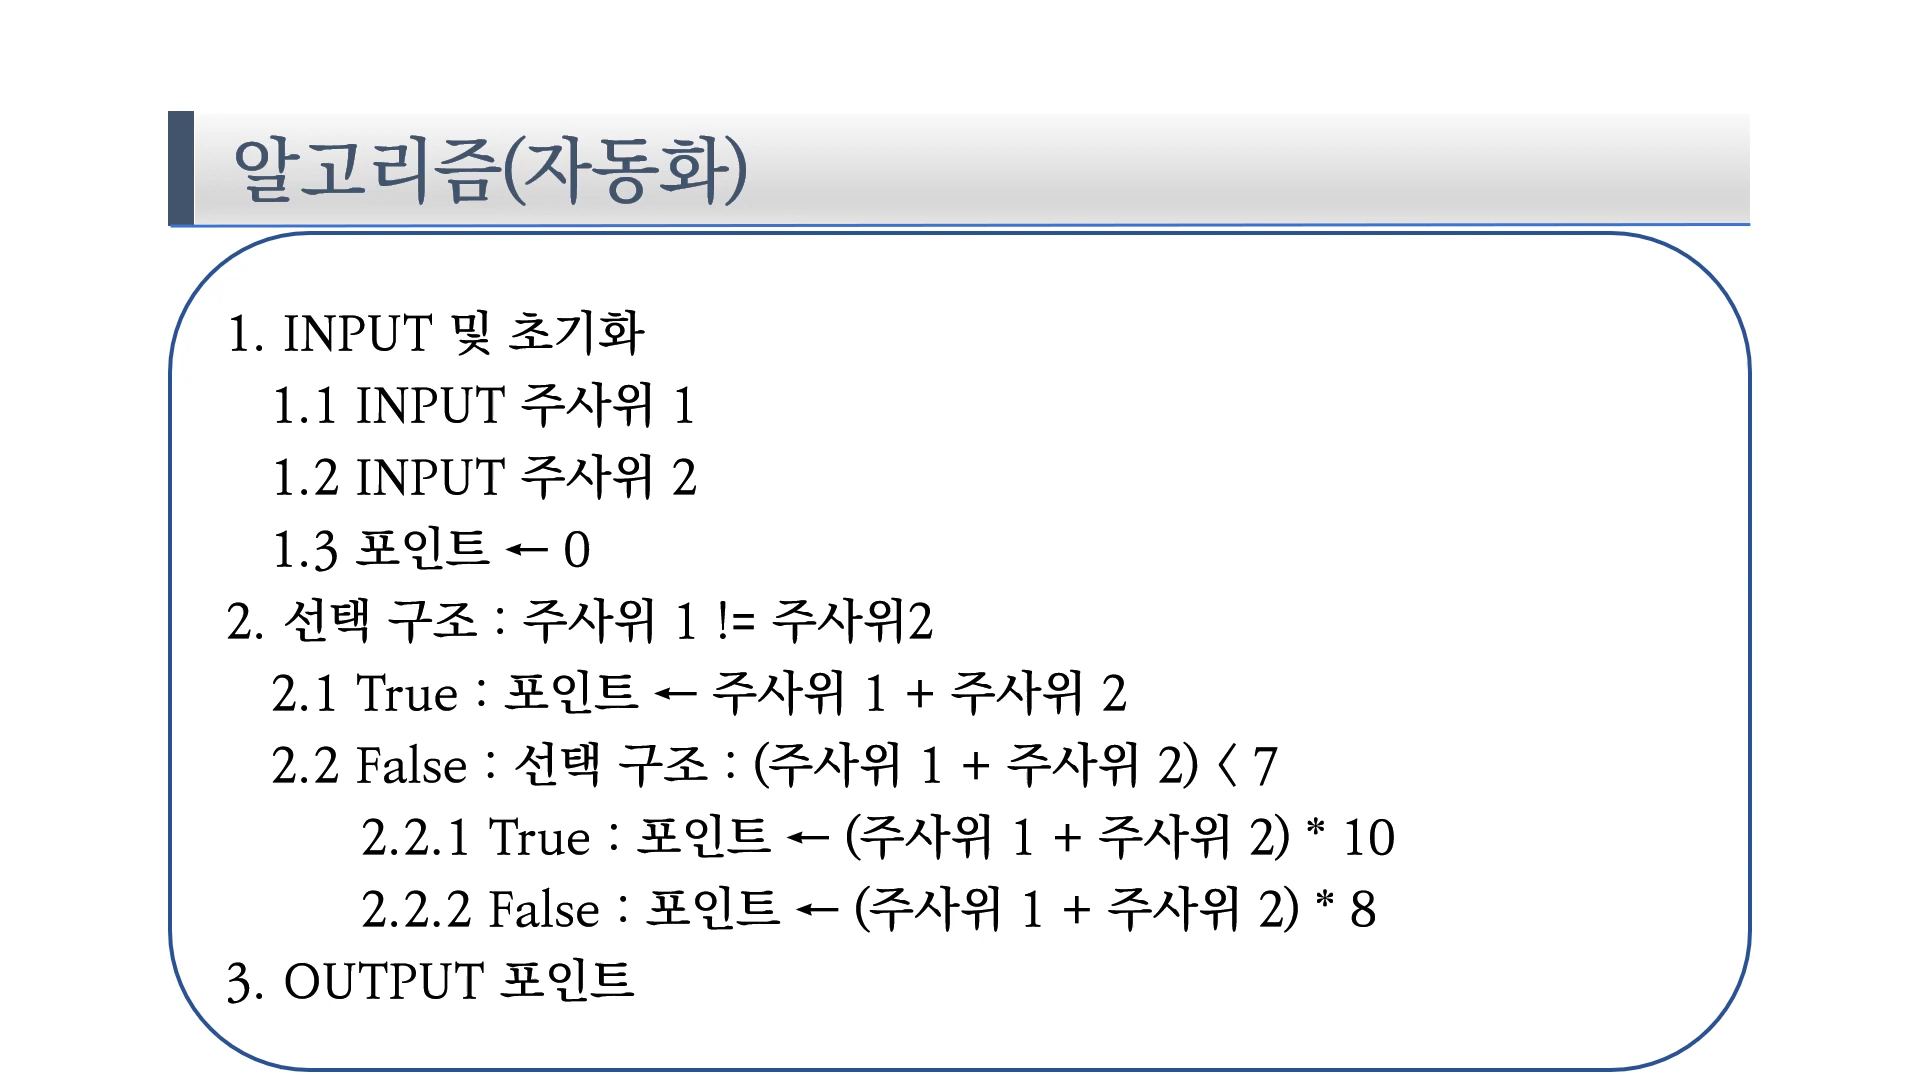 알고리즘(자동화)
1. INPUT 및 초기화
1.1 INPUT 주사위 1
1.2 INPUT 주사위 2
1.3 포인트 ← 0
2. 선택 구조 : 주사위 1 != 주사위2
2.1 True : 포인트 ← 주사위 1 + 주사위 2
2.2 False : 선택 구조 : (주사위 1 + 주사위 2) < 7
2.2.1 True : 포인트 ← (주사위 1 + 주사위 2) * 10
2.2.2 False : 포인트 ← (주사위 1 + 주사위 2) * 8
3. OUTPUT 포인트